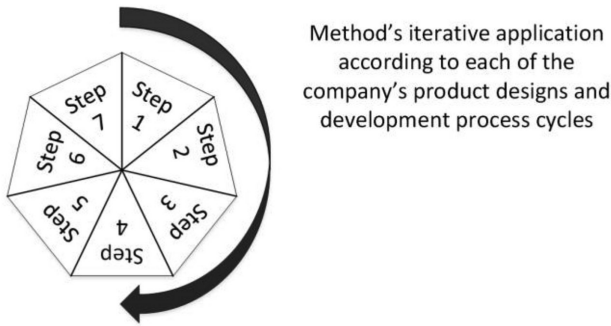 Method's iterative application
according to each of the
company's product designs and
development process cycles
Step
1
Step
2
Step
3
Step
4
Step
5
Step
6
Step
7